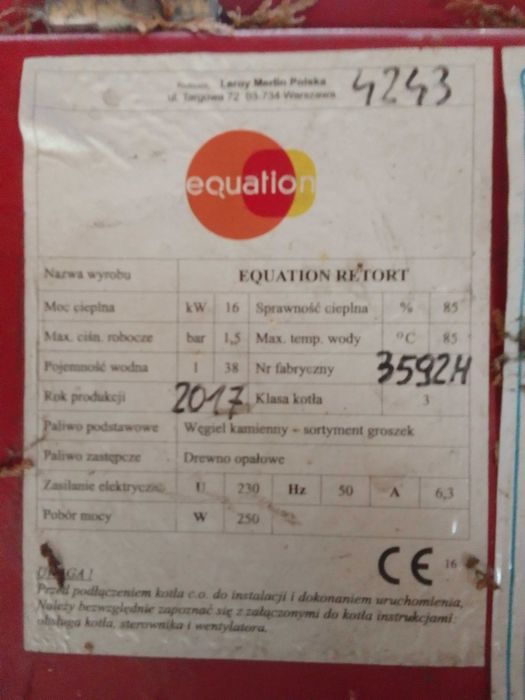 Leroy Merlin Polska
ul. Targowa 72 03-734 Warszawa
4243
equation
Nazwa wyrobu EQUATION RETORT
Moc cieplna kW 16 Sprawność cieplna % 85
Max. ciśn. robocze bar 1,5 Max. temp. wody °C 85
Pojemność wodna l 38 Nr fabryczny 3592H
Rok produkcji 2017 Klasa kotła 3
Paliwo podstawowe Węgiel kamienny – sortyment groszek
Paliwo zastępcze Drewno opałowe
Zasilanie elektryczne U 230 Hz 50 A 6,3
Pobór mocy W 250
CE 16
UWAGA !
Przed podłączeniem kotła c.o. do instalacji i dokonaniem uruchomienia,
Należy bezwzględnie zapoznać się z załączonymi do kotła instrukcjami:
obsługa kotła, sterownika i wentylatora.